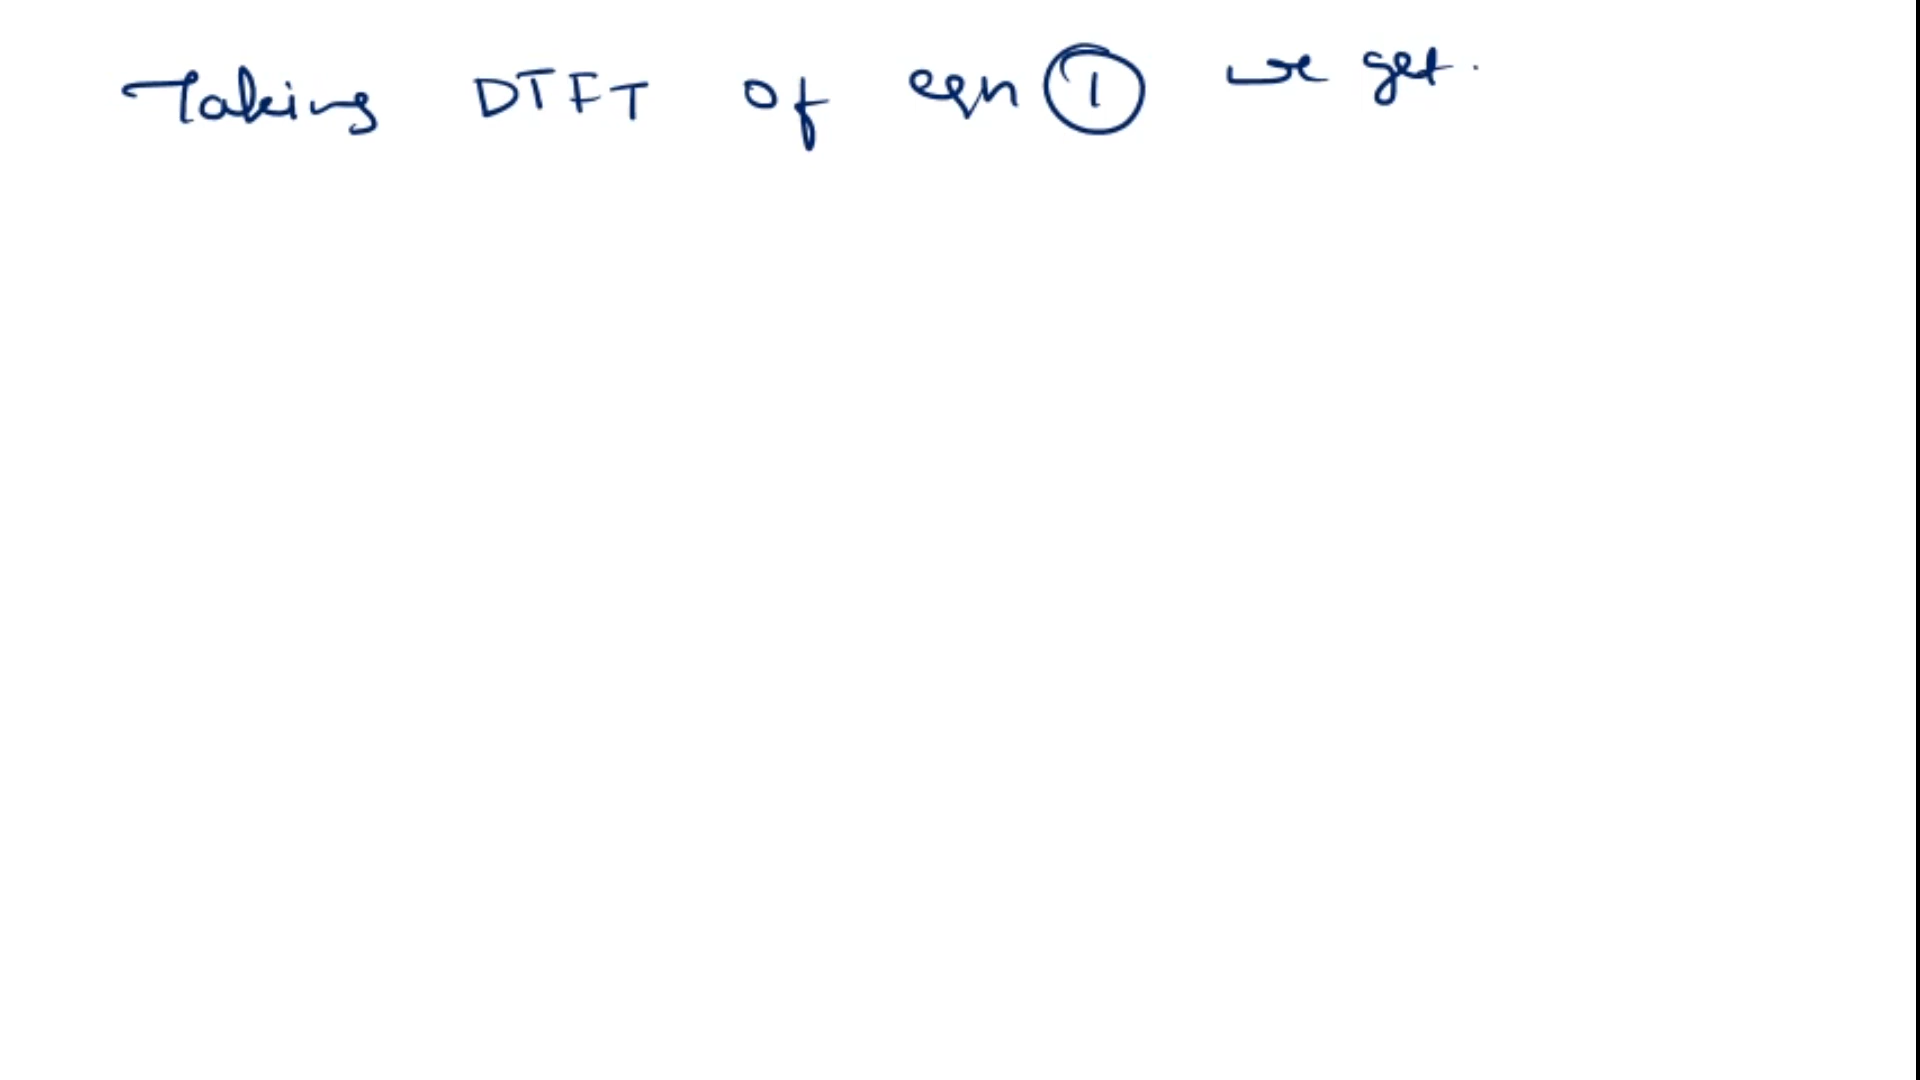 Taking DTFT of eqn ① we get.